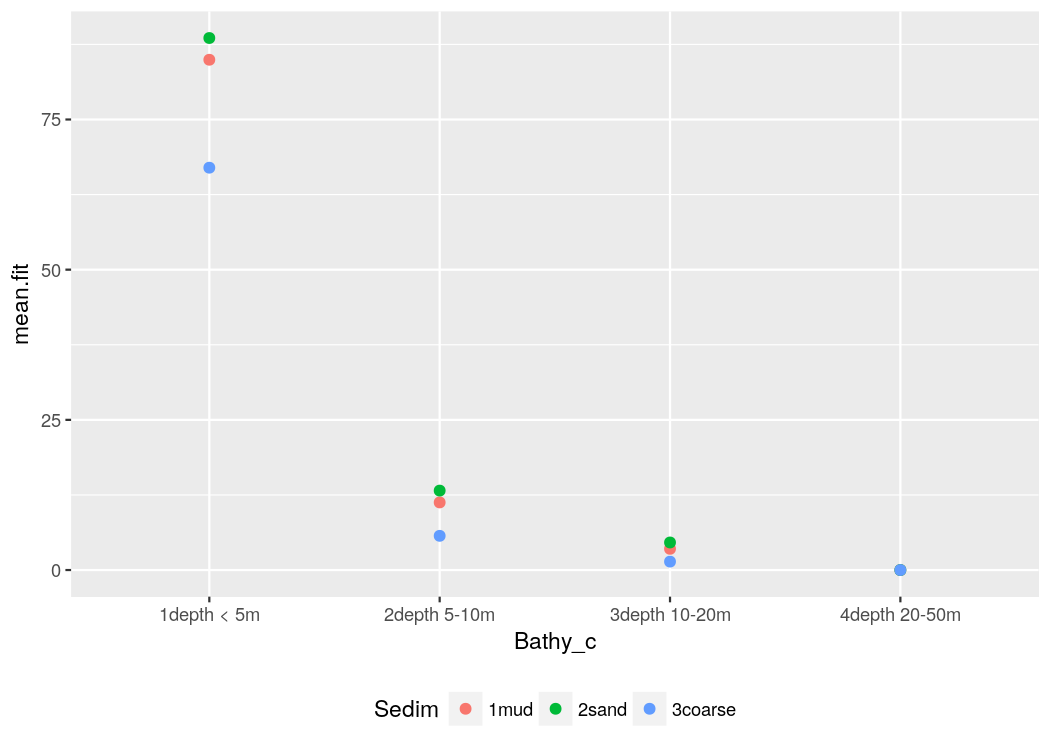 mean.fit
75
50
25
0
1depth < 5m 2depth 5-10m 3depth 10-20m 4depth 20-50m
Bathy_c
Sedim 1mud 2sand 3coarse